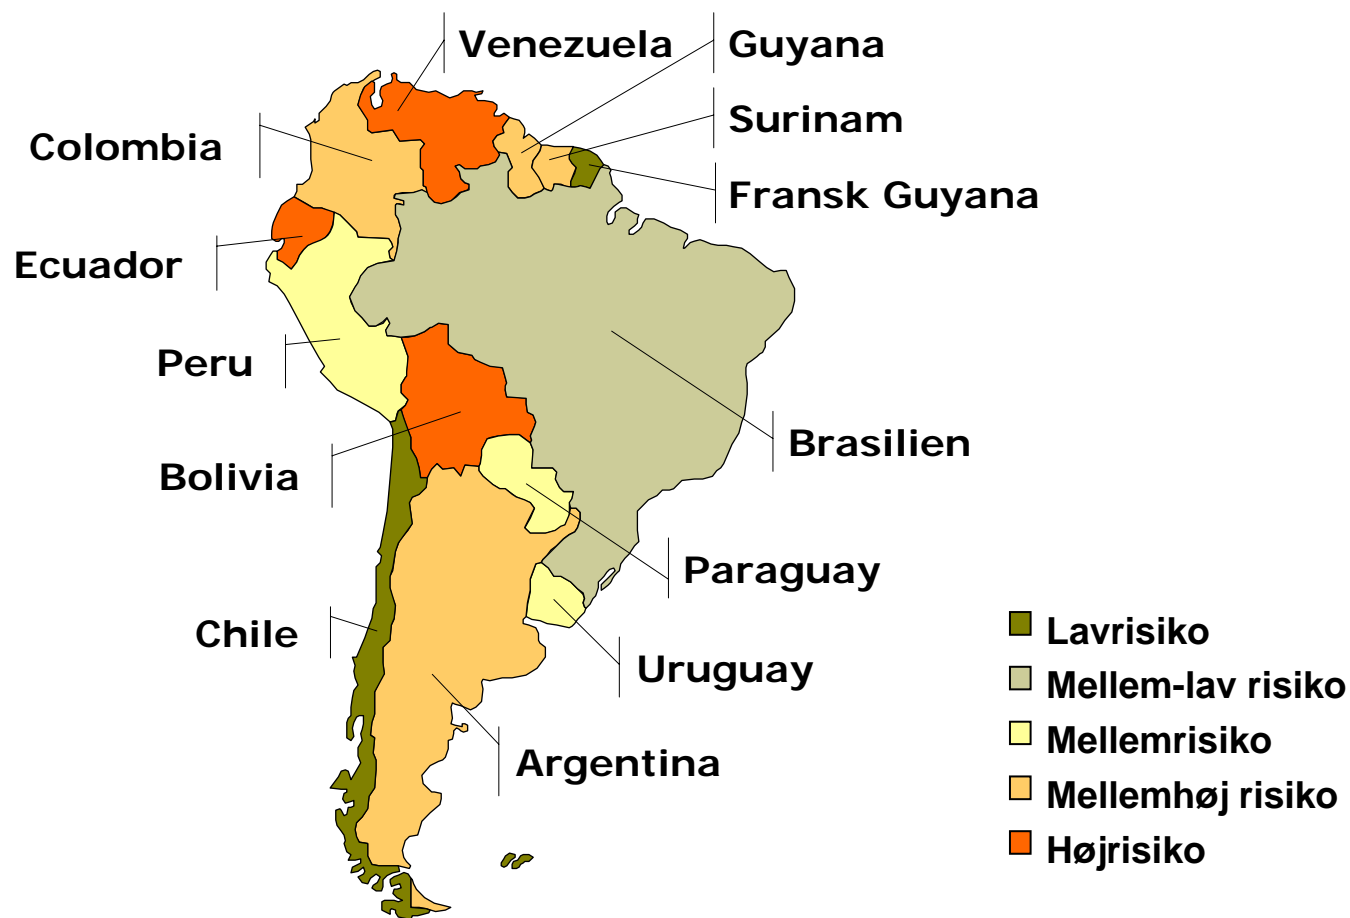 Venezuela
Guyana
Surinam
Colombia
Fransk Guyana
Ecuador
Peru
Brasilien
Bolivia
Paraguay
Chile
Uruguay
Argentina
Lavrisiko
Mellem-lav risiko
Mellemrisiko
Mellemhøj risiko
Højrisiko